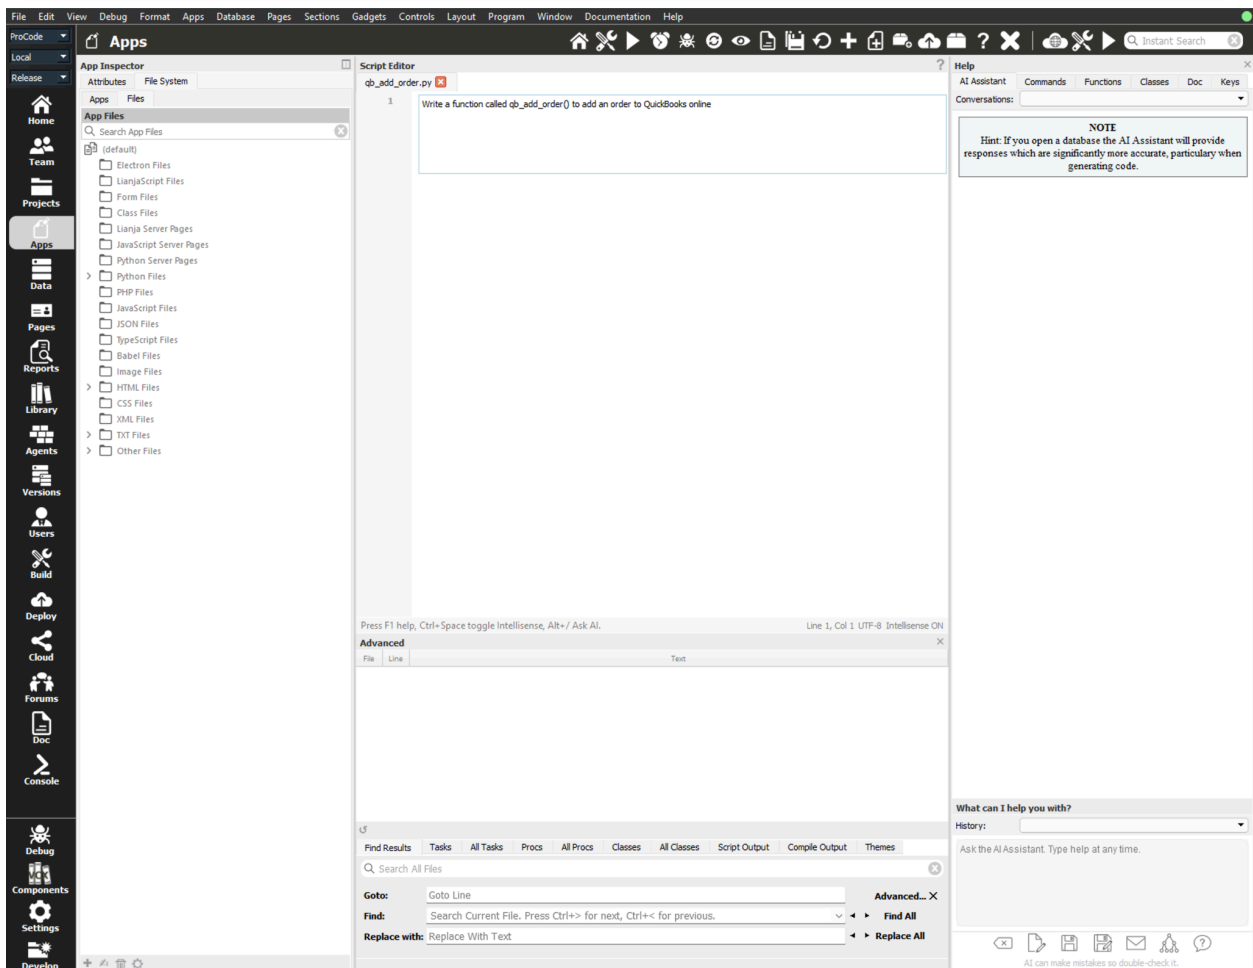 File Edit View Debug Format Apps Database Pages Sections Gadgets Controls Layout Program Window Documentation Help
ProCode
Local
Release
Apps
Instant Search
Home
Team
Projects
Apps
Data
Pages
Reports
Library
Agents
Versions
Users
Build
Deploy
Cloud
Forums
Doc
Console
Debug
Components
Settings
Develop
App Inspector
Attributes File System
Apps Files
App Files
Search App Files
(default)
Electron Files
LianjaScript Files
Form Files
Class Files
Lianja Server Pages
JavaScript Server Pages
Python Server Pages
Python Files
PHP Files
JavaScript Files
JSON Files
TypeScript Files
Babel Files
Image Files
HTML Files
CSS Files
XML Files
TXT Files
Other Files
Script Editor
qb_add_order.py
1 Write a function called qb_add_order() to add an order to QuickBooks online
Press F1 help, Ctrl+Space toggle Intellisense, Alt+/ Ask AI. Line 1, Col 1 UTF-8 Intellisense ON
Advanced
File Line Text
Find Results Tasks All Tasks Procs All Procs Classes All Classes Script Output Compile Output Themes
Search All Files
Goto: Goto Line Advanced...
Find: Search Current File. Press Ctrl+> for next, Ctrl+< for previous. Find All
Replace with: Replace With Text Replace All
Help
AI Assistant Commands Functions Classes Doc Keys
Conversations:
NOTE
Hint: If you open a database the AI Assistant will provide
responses which are significantly more accurate, particulary when
generating code.
What can I help you with?
History:
Ask the AI Assistant. Type help at any time.
AI can make mistakes so double-check it.